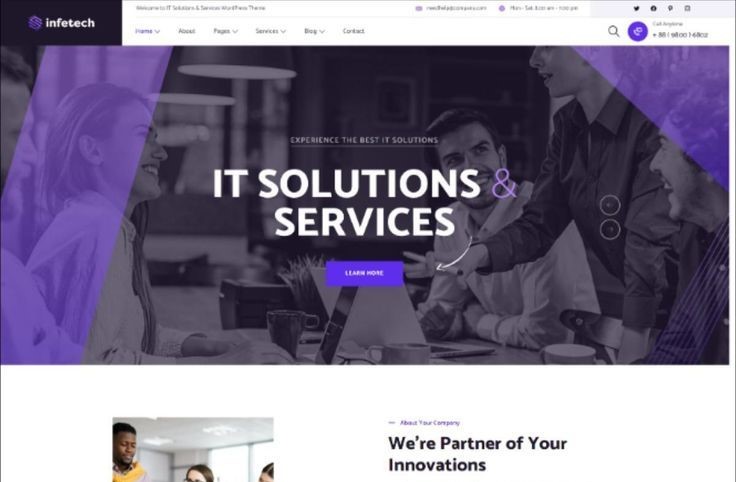 infetech
Welcome to IT Solutions & Services WordPress Theme
needhelp@company.com
Mon - Sat: 8:00 am - 11:00 pm
Home
About
Pages
Services
Blog
Contact
Call Anytime
+ 88 ( 9800 ) 6802
EXPERIENCE THE BEST IT SOLUTIONS
IT SOLUTIONS &
SERVICES
LEARN MORE
About Your Company
We're Partner of Your
Innovations